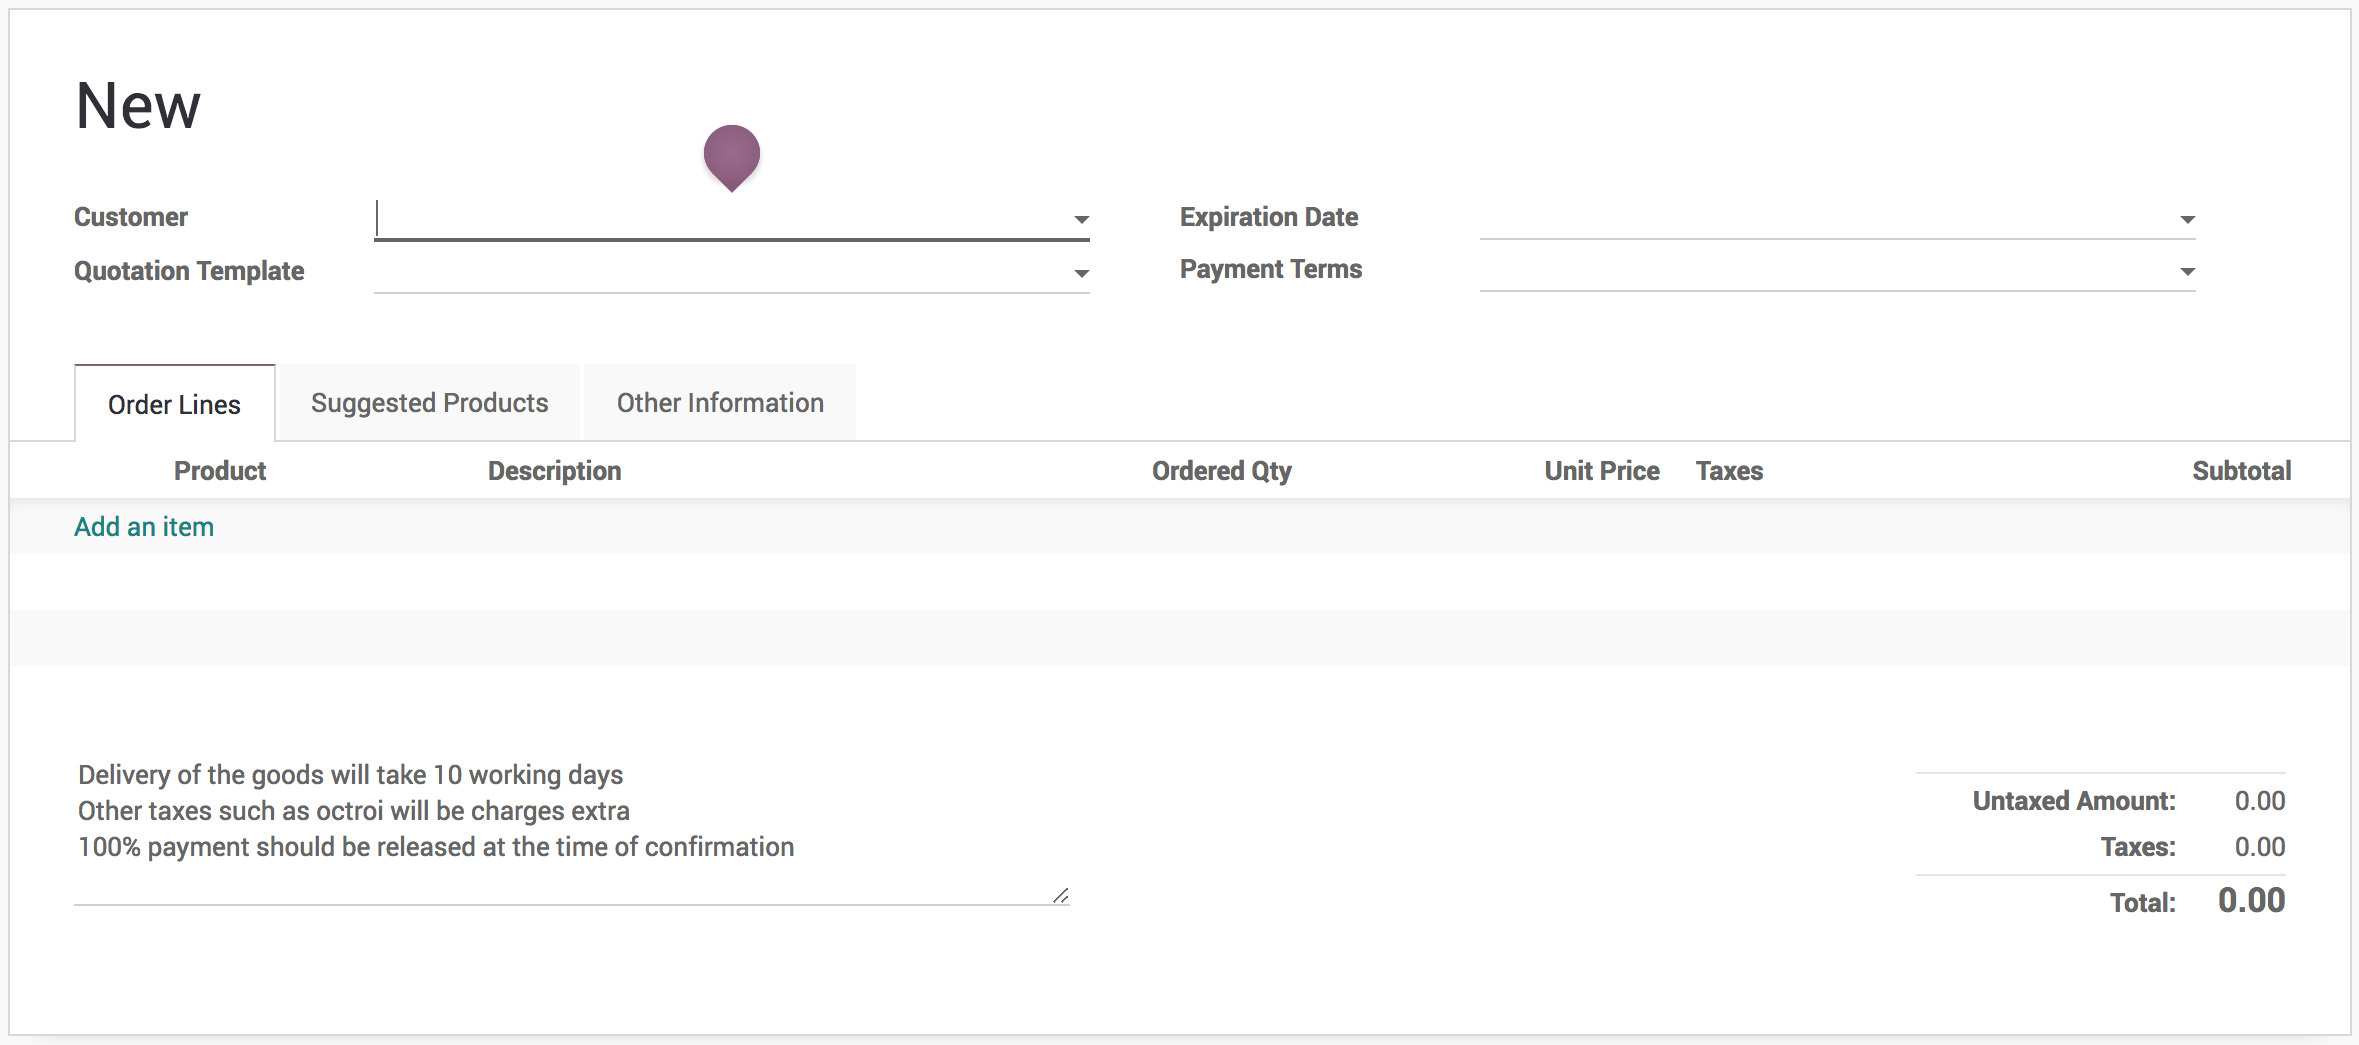 New
Customer
Expiration Date
Quotation Template
Payment Terms
Order Lines Suggested Products Other Information
Product Description Ordered Qty Unit Price Taxes Subtotal
Add an item
Delivery of the goods will take 10 working days
Other taxes such as octroi will be charges extra
100% payment should be released at the time of confirmation
Untaxed Amount: 0.00
Taxes: 0.00
Total: 0.00